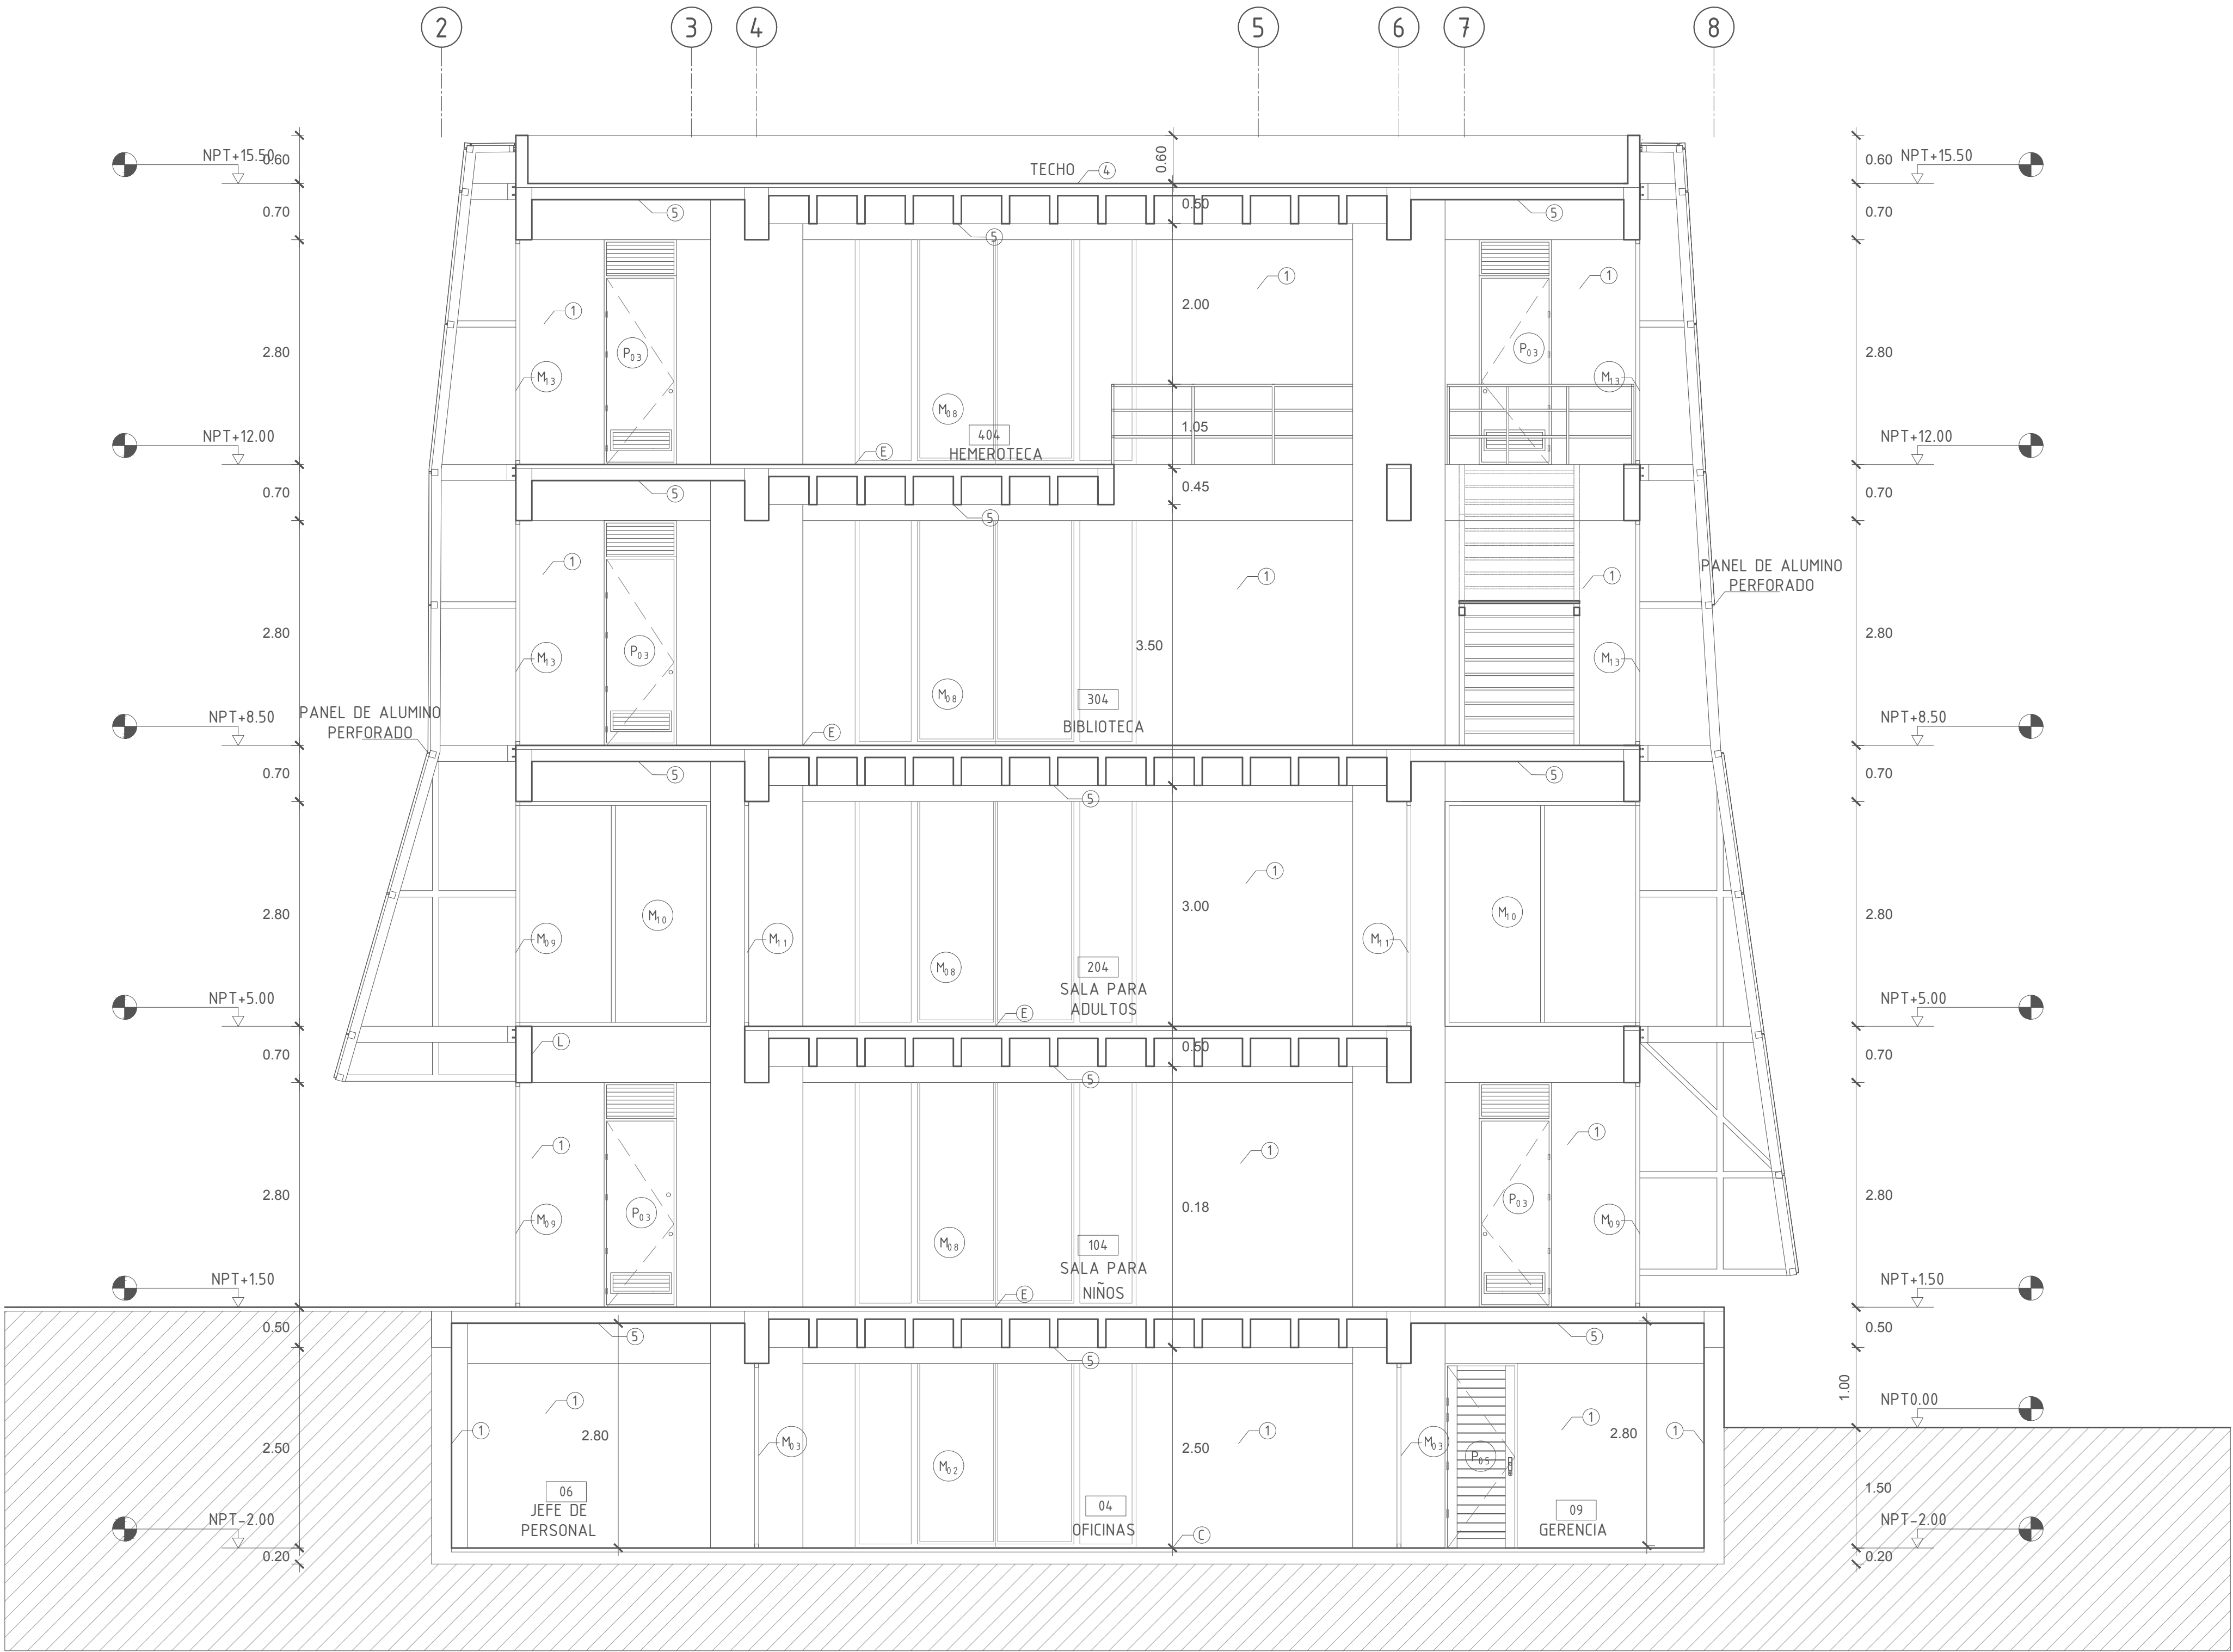 2 3 4 5 6 7 8
NPT+15.50 0.60 TECHO 4 0.60 0.60 NPT+15.50
0.70 5 0.50 5 0.70
5
1 1 1
2.00
2.80 P03 P03 2.80
M13 M13
M08
1.05
NPT+12.00 404 NPT+12.00
HEMEROTECA E
0.70 5 0.45 0.70
5
1 1 1
PANEL DE ALUMINO
PERFORADO
2.80 P03 3.50 2.80
M13 M13
M08 304
NPT+8.50 BIBLIOTECA NPT+8.50
PANEL DE ALUMINO
PERFORADO
E
0.70 5 5 0.70
5
1
2.80 M10 3.00 M10 2.80
M09 M11 M11
M08 204
SALA PARA
ADULTOS
NPT+5.00 E NPT+5.00
L
0.70 0.50 0.70
5
1 1 1
2.80 P03 0.18 P03 2.80
M09 M09
M08 104
SALA PARA
NIÑOS
NPT+1.50 E NPT+1.50
0.50 5 5 0.50
5
1.00
1 1 NPT0.00
1 2.80 M03 1 M03 2.80 1
2.50 M02 2.50 P05
06 04 09 1.50
JEFE DE
PERSONAL OFICINAS GERENCIA
NPT-2.00 C NPT-2.00
0.20 0.20